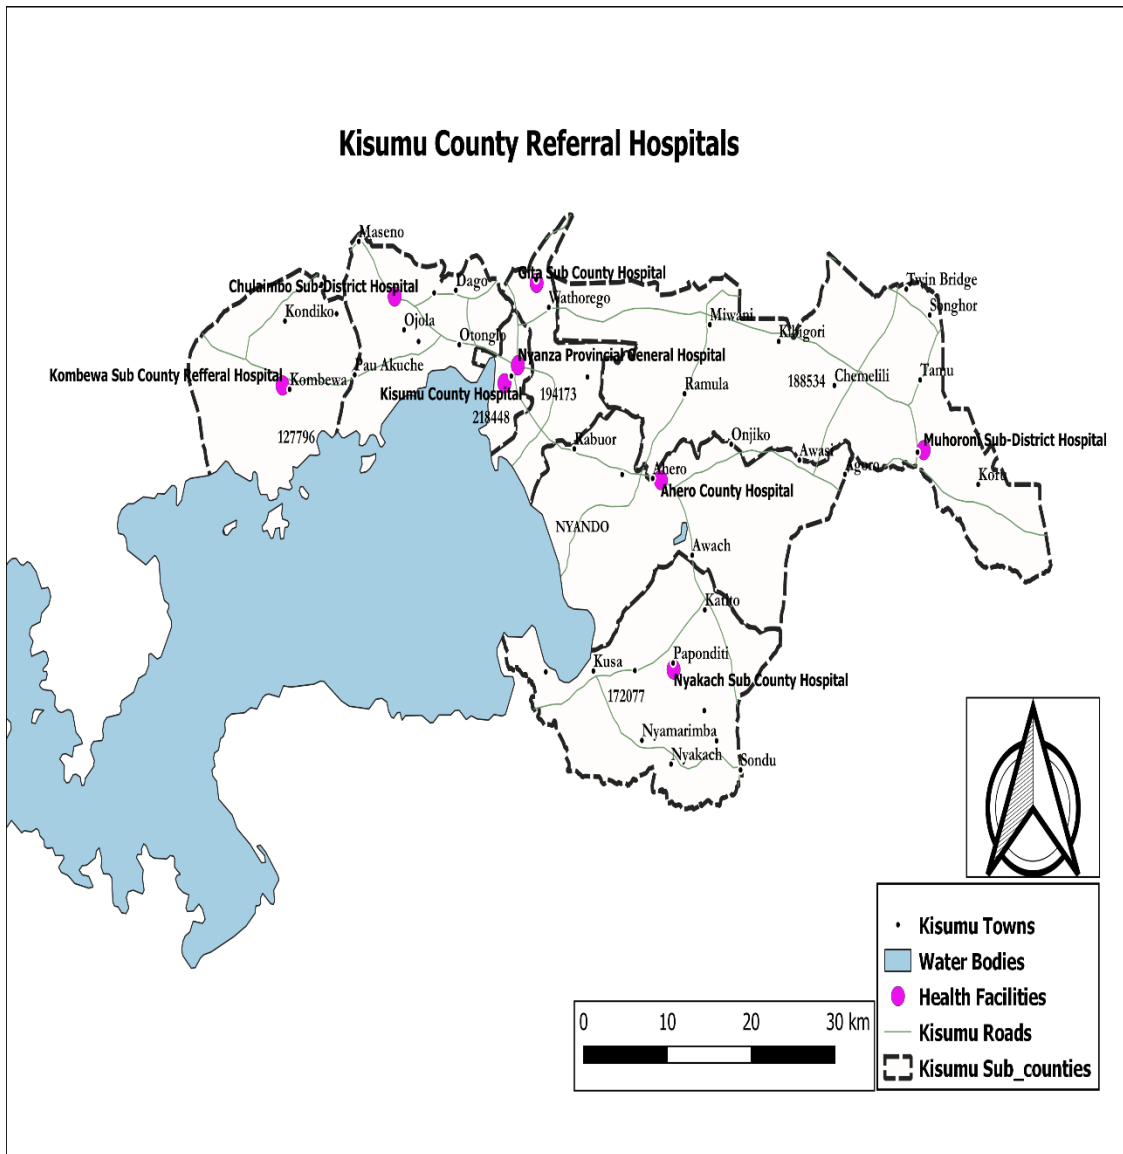 Kisumu County Referral Hospitals
Maseno
Gita Sub County Hospital
Chulaimbo Sub-District Hospital
Dago
Twin Bridge
Wathorego
Songhor
Kondiko
Ojola
Miwani
Otonglo
Kibigori
Nyanza Provincial General Hospital
Pau Akuche
Kombewa Sub County Refferal Hospital
Kombewa
Tamu
188534
Chemelili
Ramula
Kisumu County Hospital
194173
218448
127796
Rabuor
Onjiko
Muhoroni Sub-District Hospital
Awasi
Ahero
Agoro
Koru
Ahero County Hospital
NYANDO
Awach
Katito
Kusa
Paponditi
Nyakach Sub County Hospital
172077
Nyamarimba
Nyakach
Sondu
Kisumu Towns
Water Bodies
Health Facilities
Kisumu Roads
Kisumu Sub_counties
0 10 20 30 km